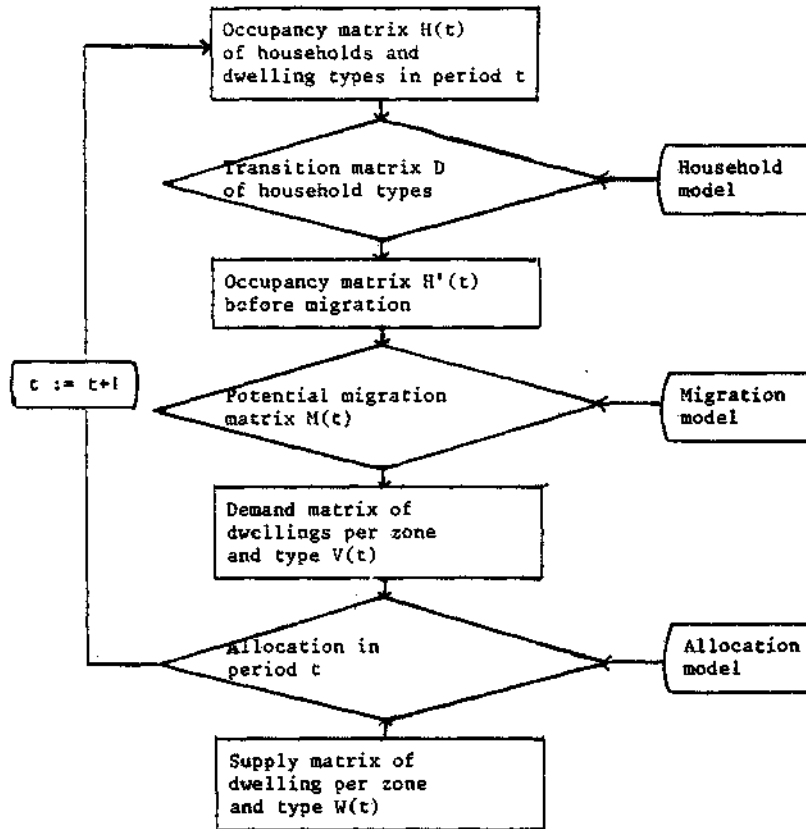 Occupancy matrix H(t)
of households and
dwelling types in period t
Transition matrix D
of household types
Household
model
Occupancy matrix H'(t)
before migration
t := t+1
Potential migration
matrix M(t)
Migration
model
Demand matrix of
dwellings per zone
and type V(t)
Allocation in
period t
Allocation
model
Supply matrix of
dwelling per zone
and type W(t)